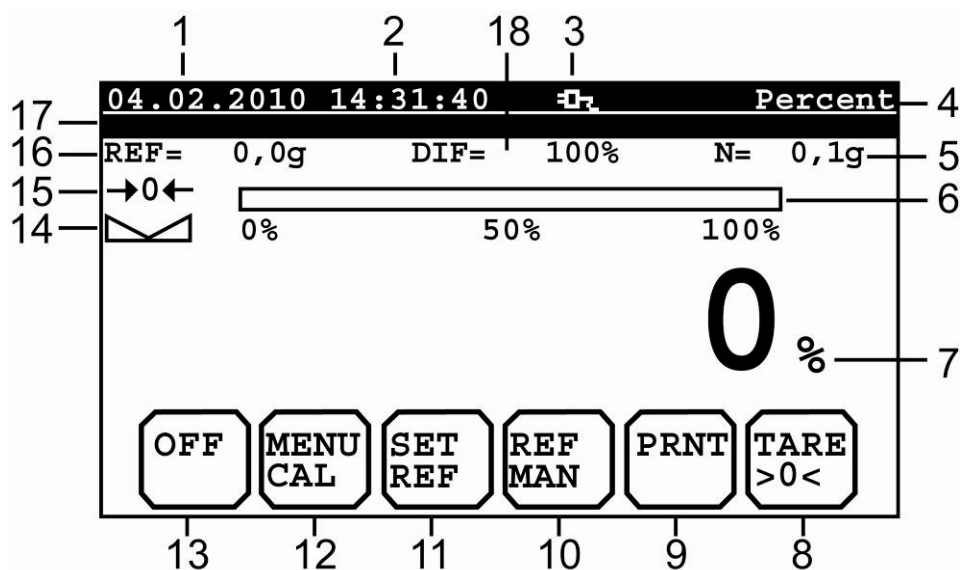 1 2 18 3
04.02.2010 14:31:40 Percent 4
17
16 REF= 0,0g DIF= 100% N= 0,1g 5
15 →0← 6
14 0% 50% 100%
0 % 7
OFF MENU SET REF PRNT TARE
CAL REF MAN >0<
13 12 11 10 9 8